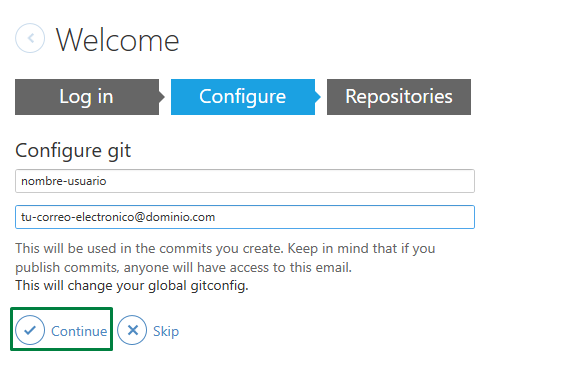 Welcome
Log in
Configure
Repositories
Configure git
nombre-usuario
tu-correo-electronico@dominio.com
This will be used in the commits you create. Keep in mind that if you
publish commits, anyone will have access to this email.
This will change your global gitconfig.
Continue
Skip